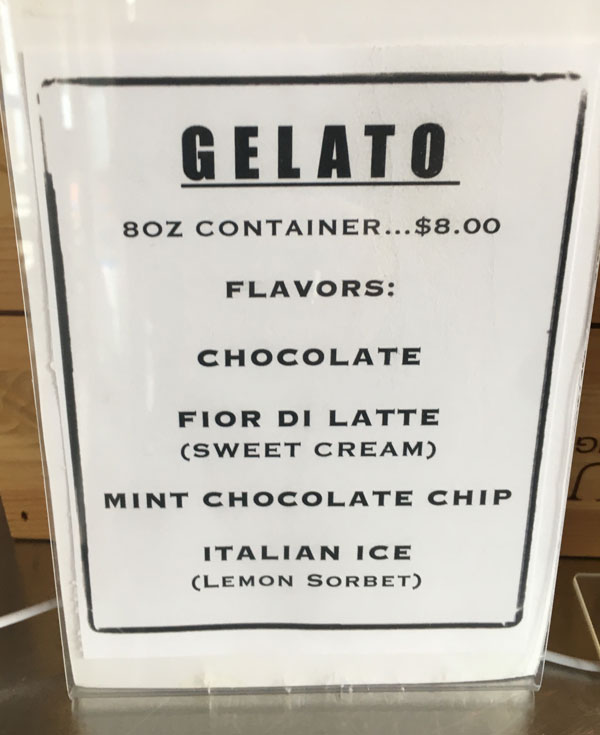 GELATO
8OZ CONTAINER...$8.00
FLAVORS:
CHOCOLATE
FIOR DI LATTE
(SWEET CREAM)
MINT CHOCOLATE CHIP
ITALIAN ICE
(LEMON SORBET)